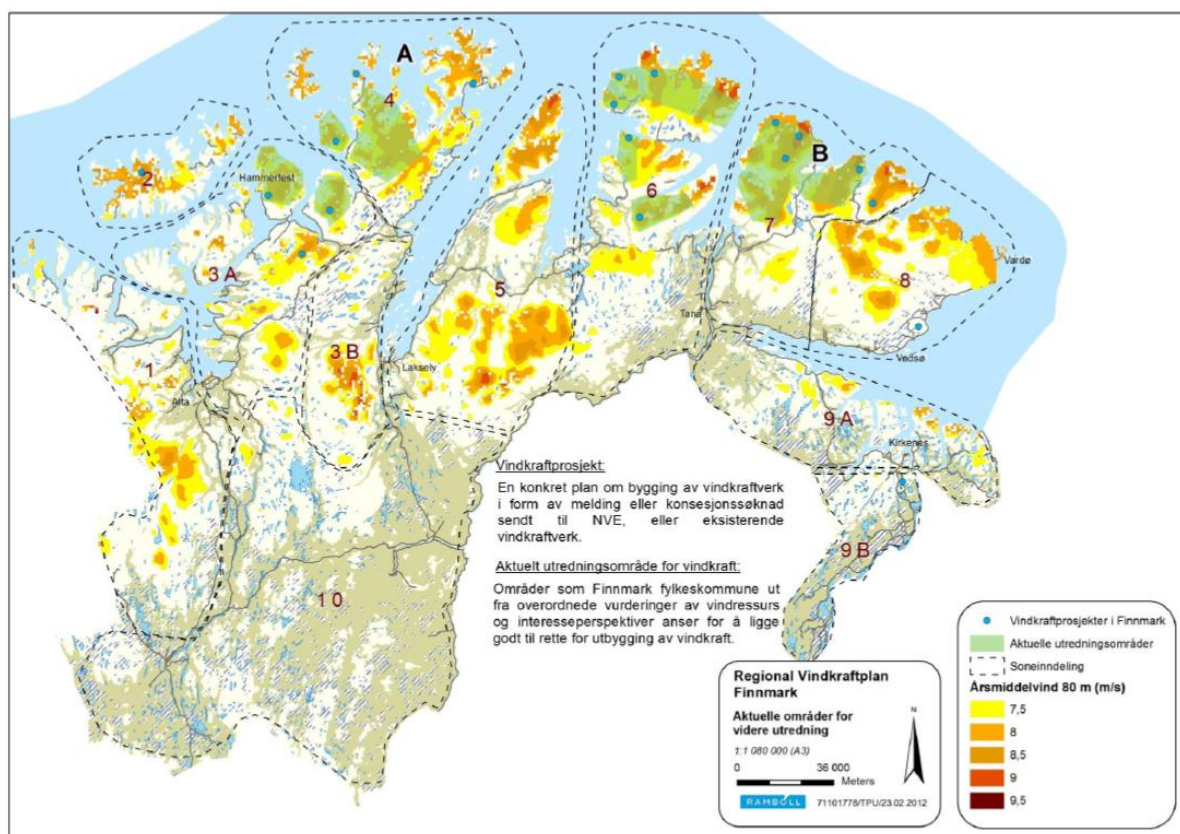 A
4
2
Hammerfest
B
6
7
3 A
5
8
Vardø
Tana
Vadsø
3 B
Lakselv
1
Alta
9 A
Kirkenes
9 B
10
Vindkraftprosjekt:
En konkret plan om bygging av vindkraftverk
i form av melding eller konsesjonssøknad
sendt til NVE, eller eksisterende
vindkraftverk.
Aktuelt utredningsområde for vindkraft:
Områder som Finnmark fylkeskommune ut
fra overordnede vurderinger av vindressurs
og interesseperspektiver anser for å ligge
godt til rette for utbygging av vindkraft.
Regional Vindkraftplan
Finnmark
Aktuelle områder for
videre utredning
1:1 080 000 (A3)
N
0 36 000
Meters
RAMBØLL 71101778/TPU/23.02.2012
Vindkraftprosjekter i Finnmark
Aktuelle utredningsområder
Soneinndeling
Årsmiddelvind 80 m (m/s)
7,5
8
8,5
9
9,5